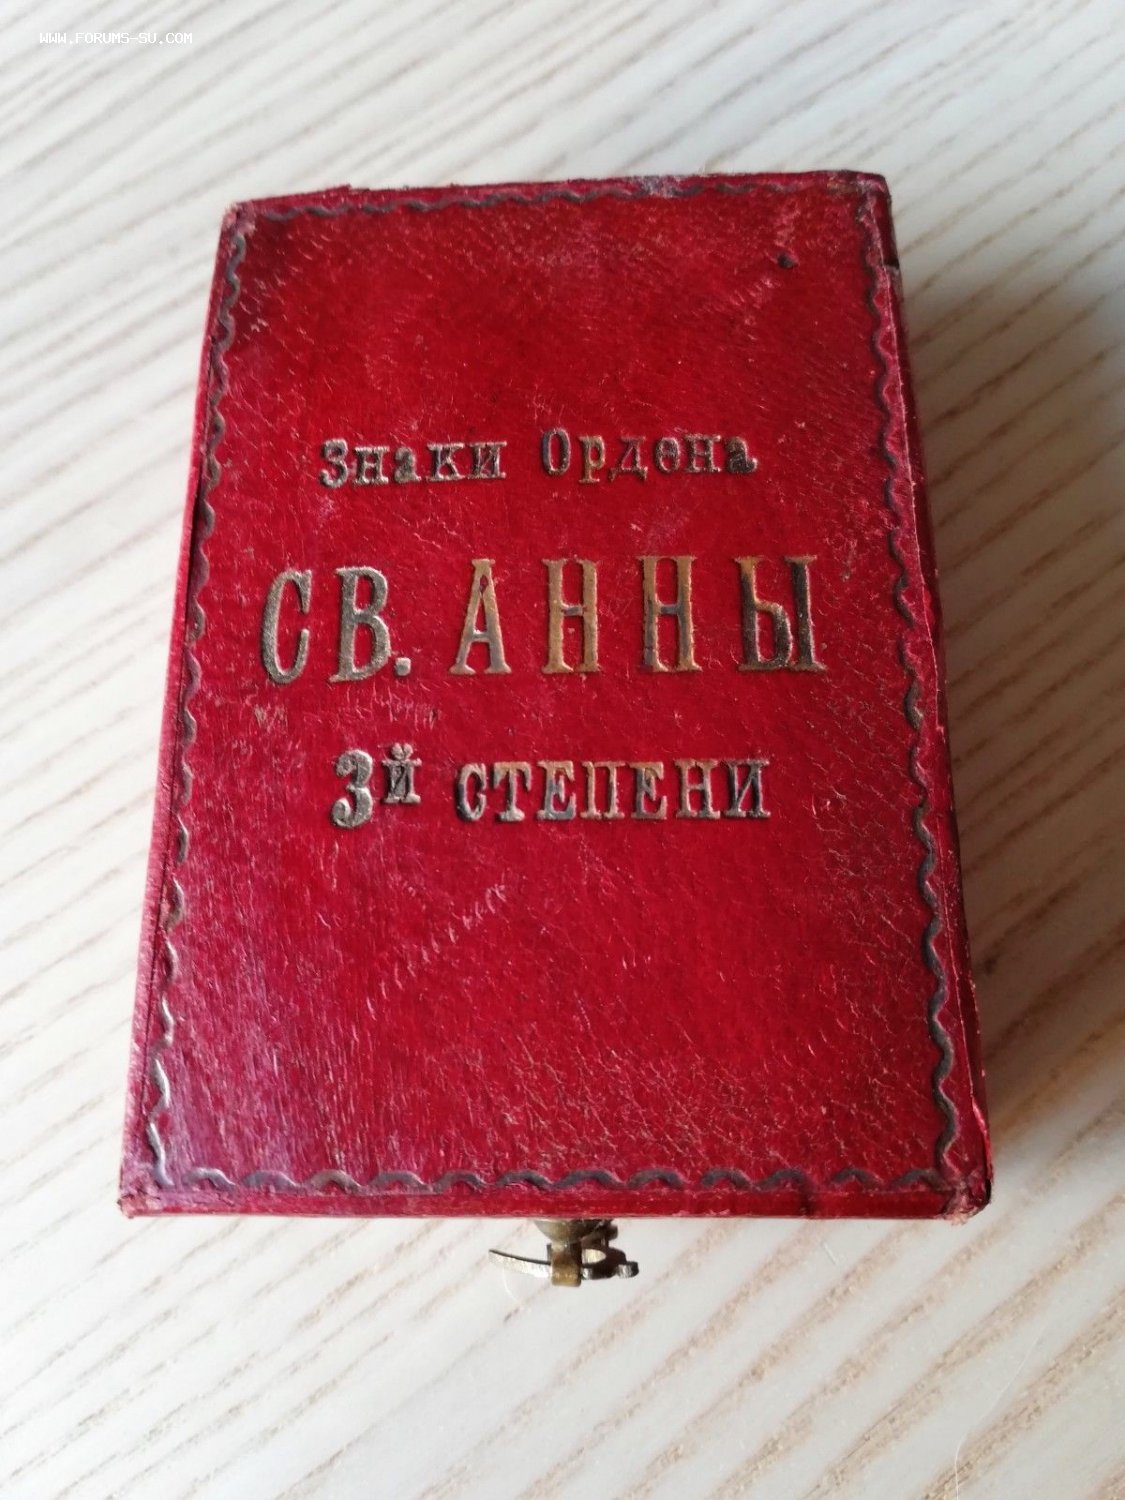 WWW.FORUMS-SU.COM
Знаки Ордена
СВ. АННЫ
3й СТЕПЕНИ